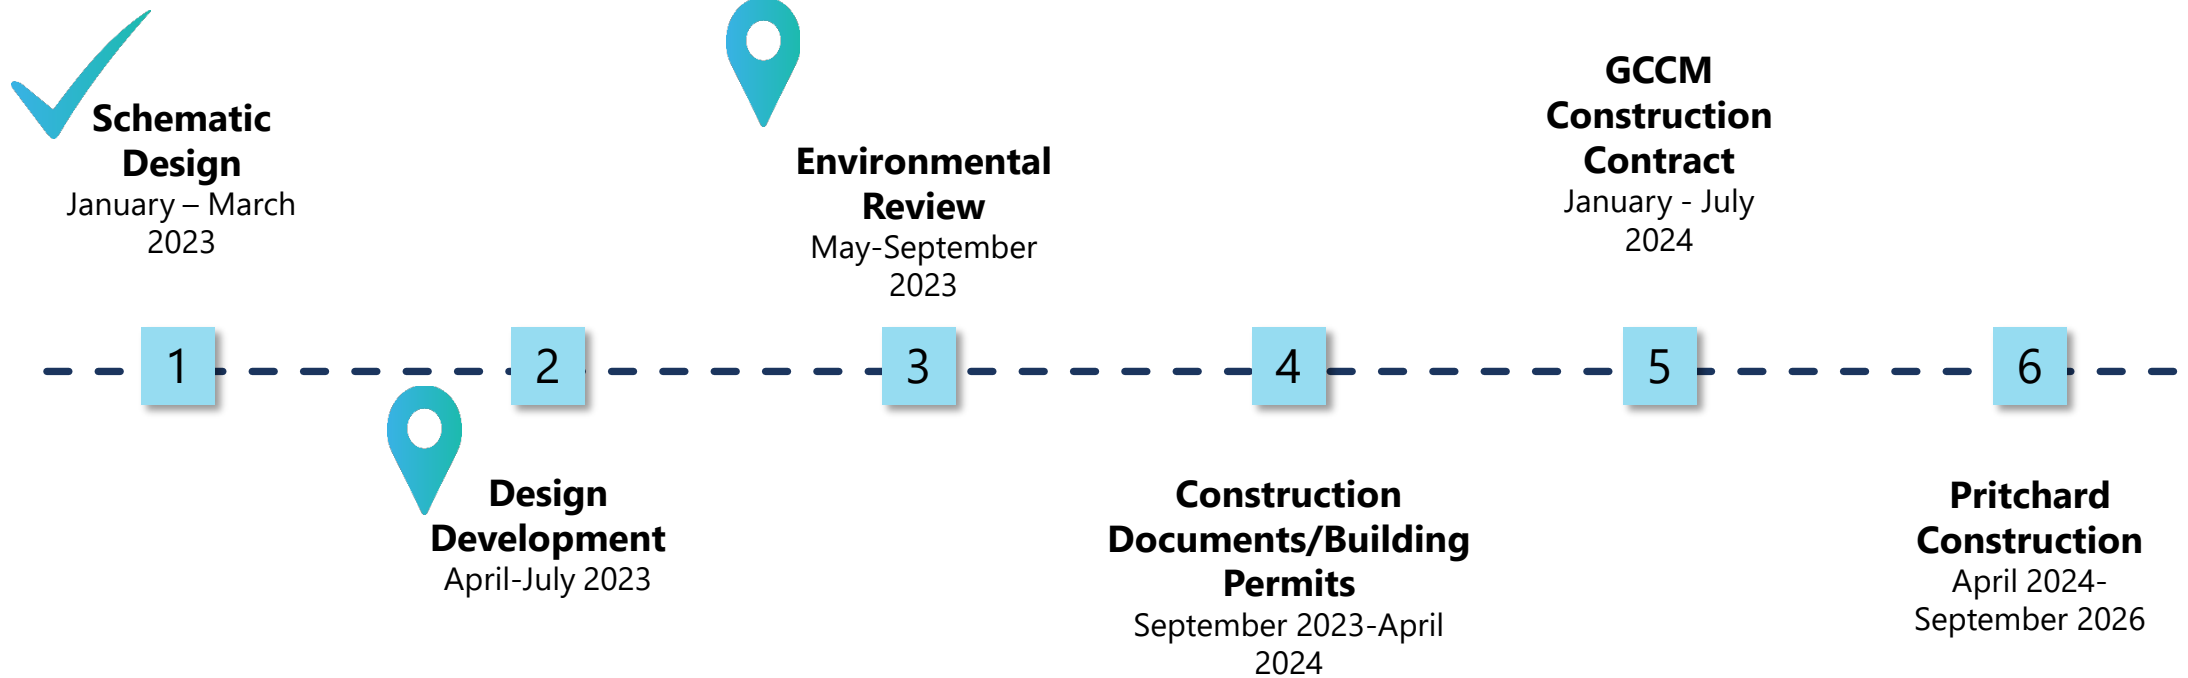 Schematic
Design
January – March
2023
1
2
Design
Development
April-July 2023
Environmental
Review
May-September
2023
3
4
Construction
Documents/Building
Permits
September 2023-April
2024
GCCM
Construction
Contract
January - July
2024
5
6
Pritchard
Construction
April 2024-
September 2026